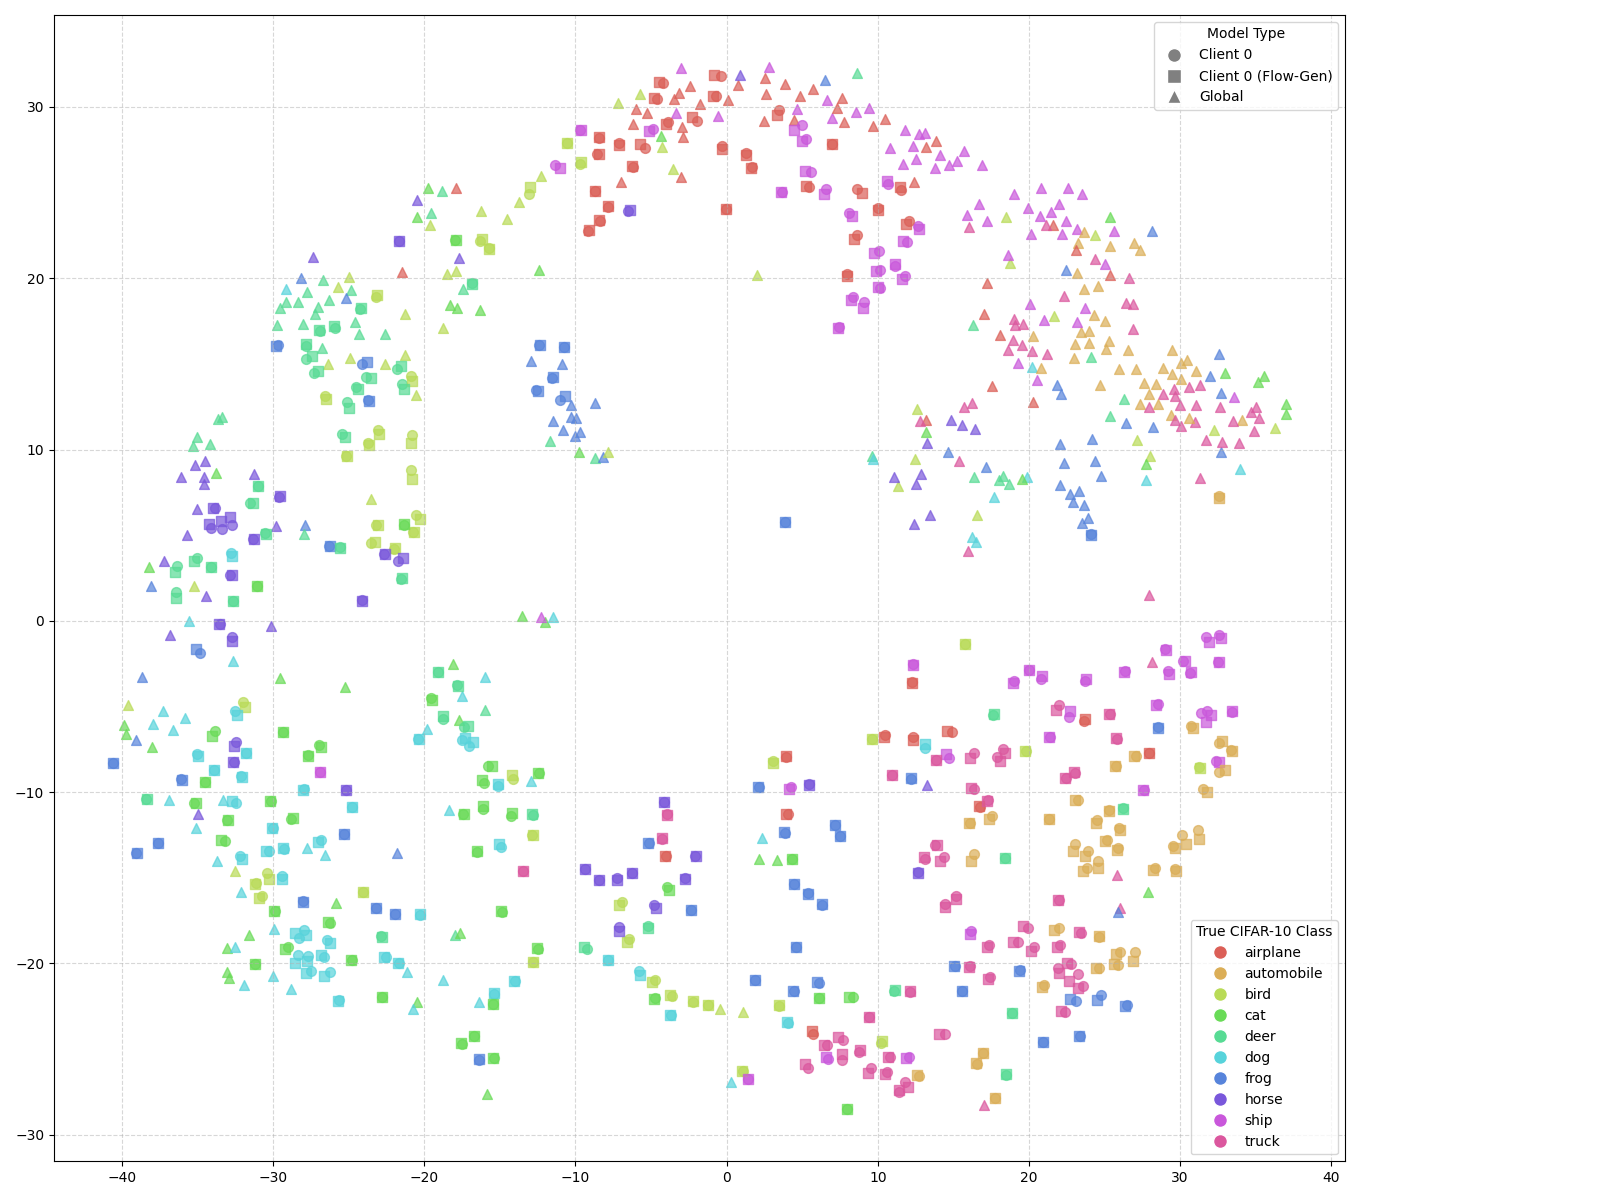 Model Type
Client 0
Client 0 (Flow-Gen)
Global
30
20
10
0
−10
−20
−30
True CIFAR-10 Class
airplane
automobile
bird
cat
deer
dog
frog
horse
ship
truck
−40 −30 −20 −10 0 10 20 30 40